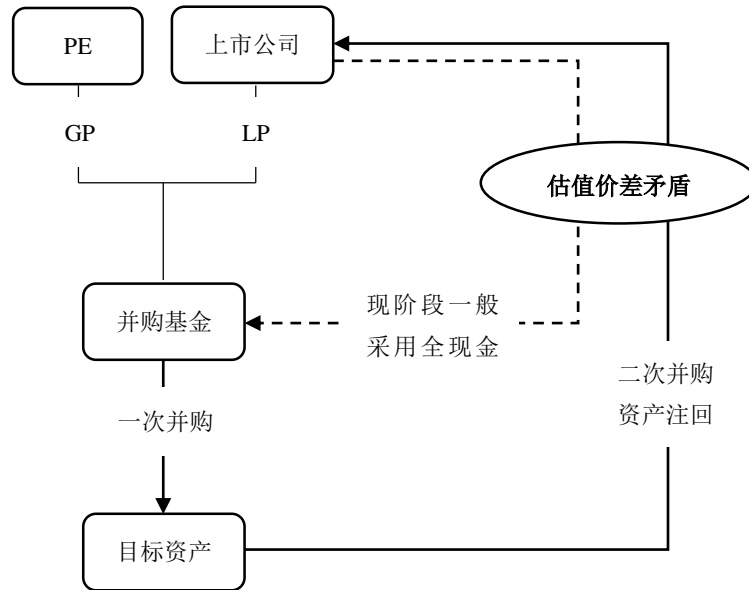 PE
上市公司
GP
LP
估值价差矛盾
并购基金
现阶段一般
采用全现金
二次并购
资产注回
一次并购
目标资产